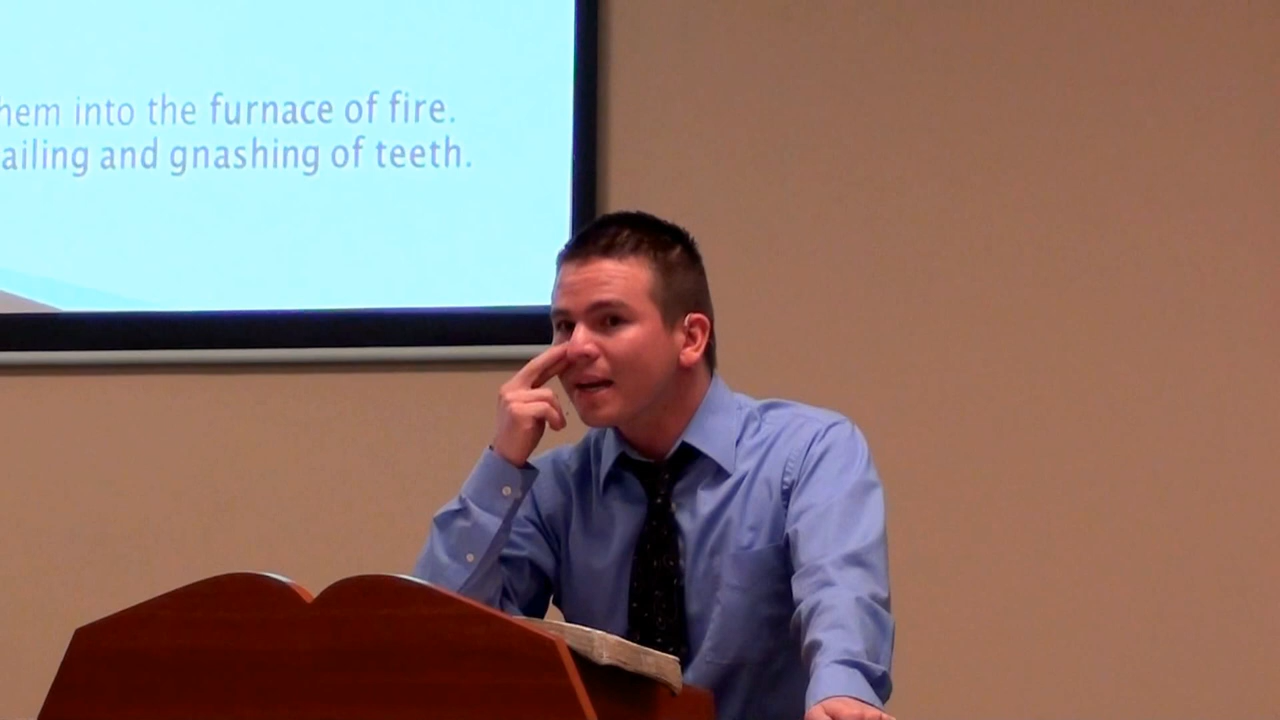 hem into the furnace of fire.
ailing and gnashing of teeth.